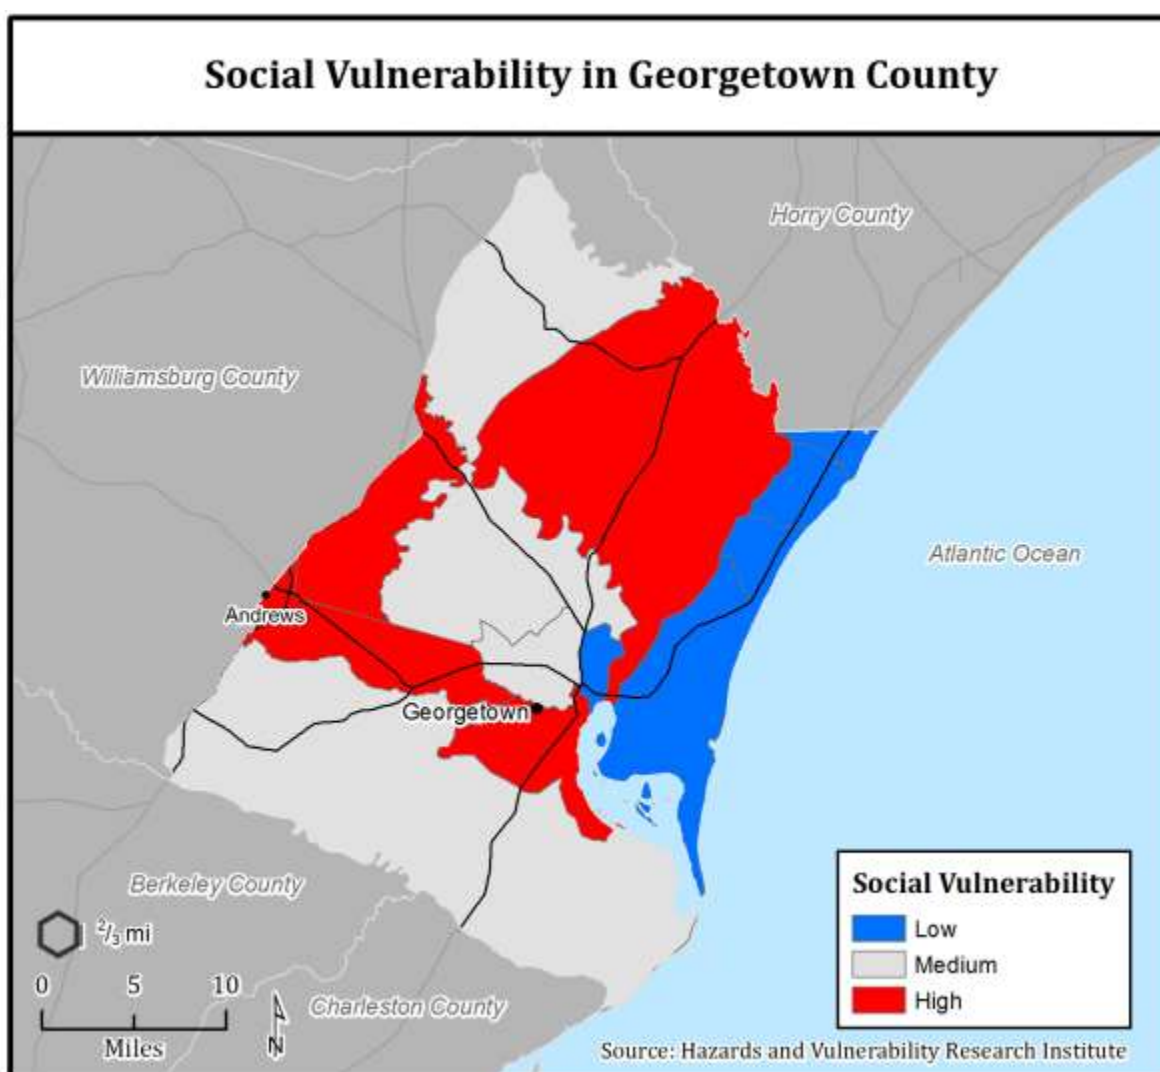 Social Vulnerability in Georgetown County
Horry County
Williamsburg County
Atlantic Ocean
Andrews
Georgetown
Berkeley County
Charleston County
2/3 mi
0 5 10
Miles
N
Social Vulnerability
Low
Medium
High
Source: Hazards and Vulnerability Research Institute